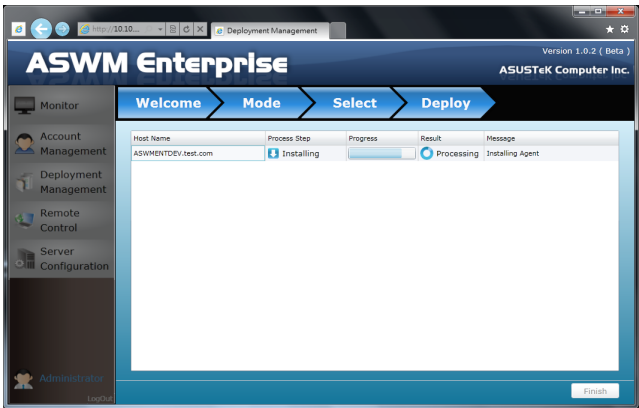 http://10.10....
Deployment Management
Version 1.0.2 ( Beta )
ASWM Enterprise
ASUSTeK Computer Inc.
Monitor
Welcome Mode Select Deploy
Account
Management
Host Name Process Step Progress Result Message
ASWMENTDEV.test.com Installing Processing Installing Agent
Deployment
Management
Remote
Control
Server
Configuration
Administrator
LogOut
Finish